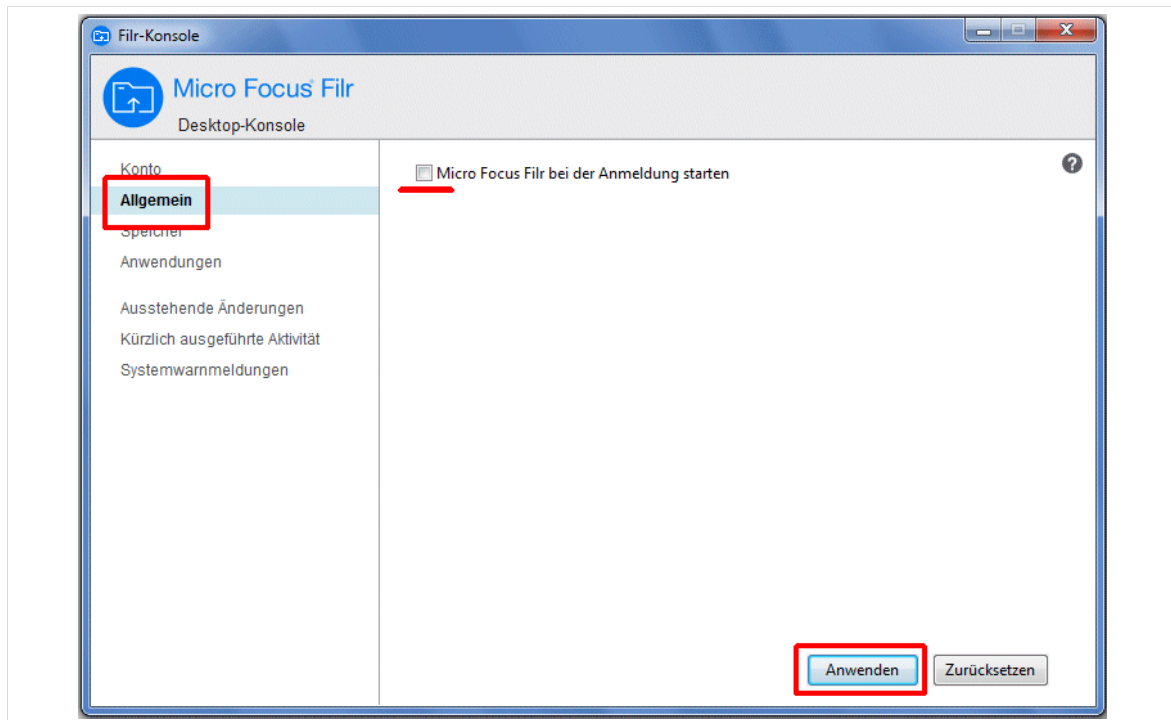 Filr-Konsole
Micro Focus® Filr
Desktop-Konsole
Konto
Allgemein
Speicher
Anwendungen
Ausstehende Änderungen
Kürzlich ausgeführte Aktivität
Systemwarnmeldungen
Micro Focus Filr bei der Anmeldung starten
?
Anwenden
Zurücksetzen